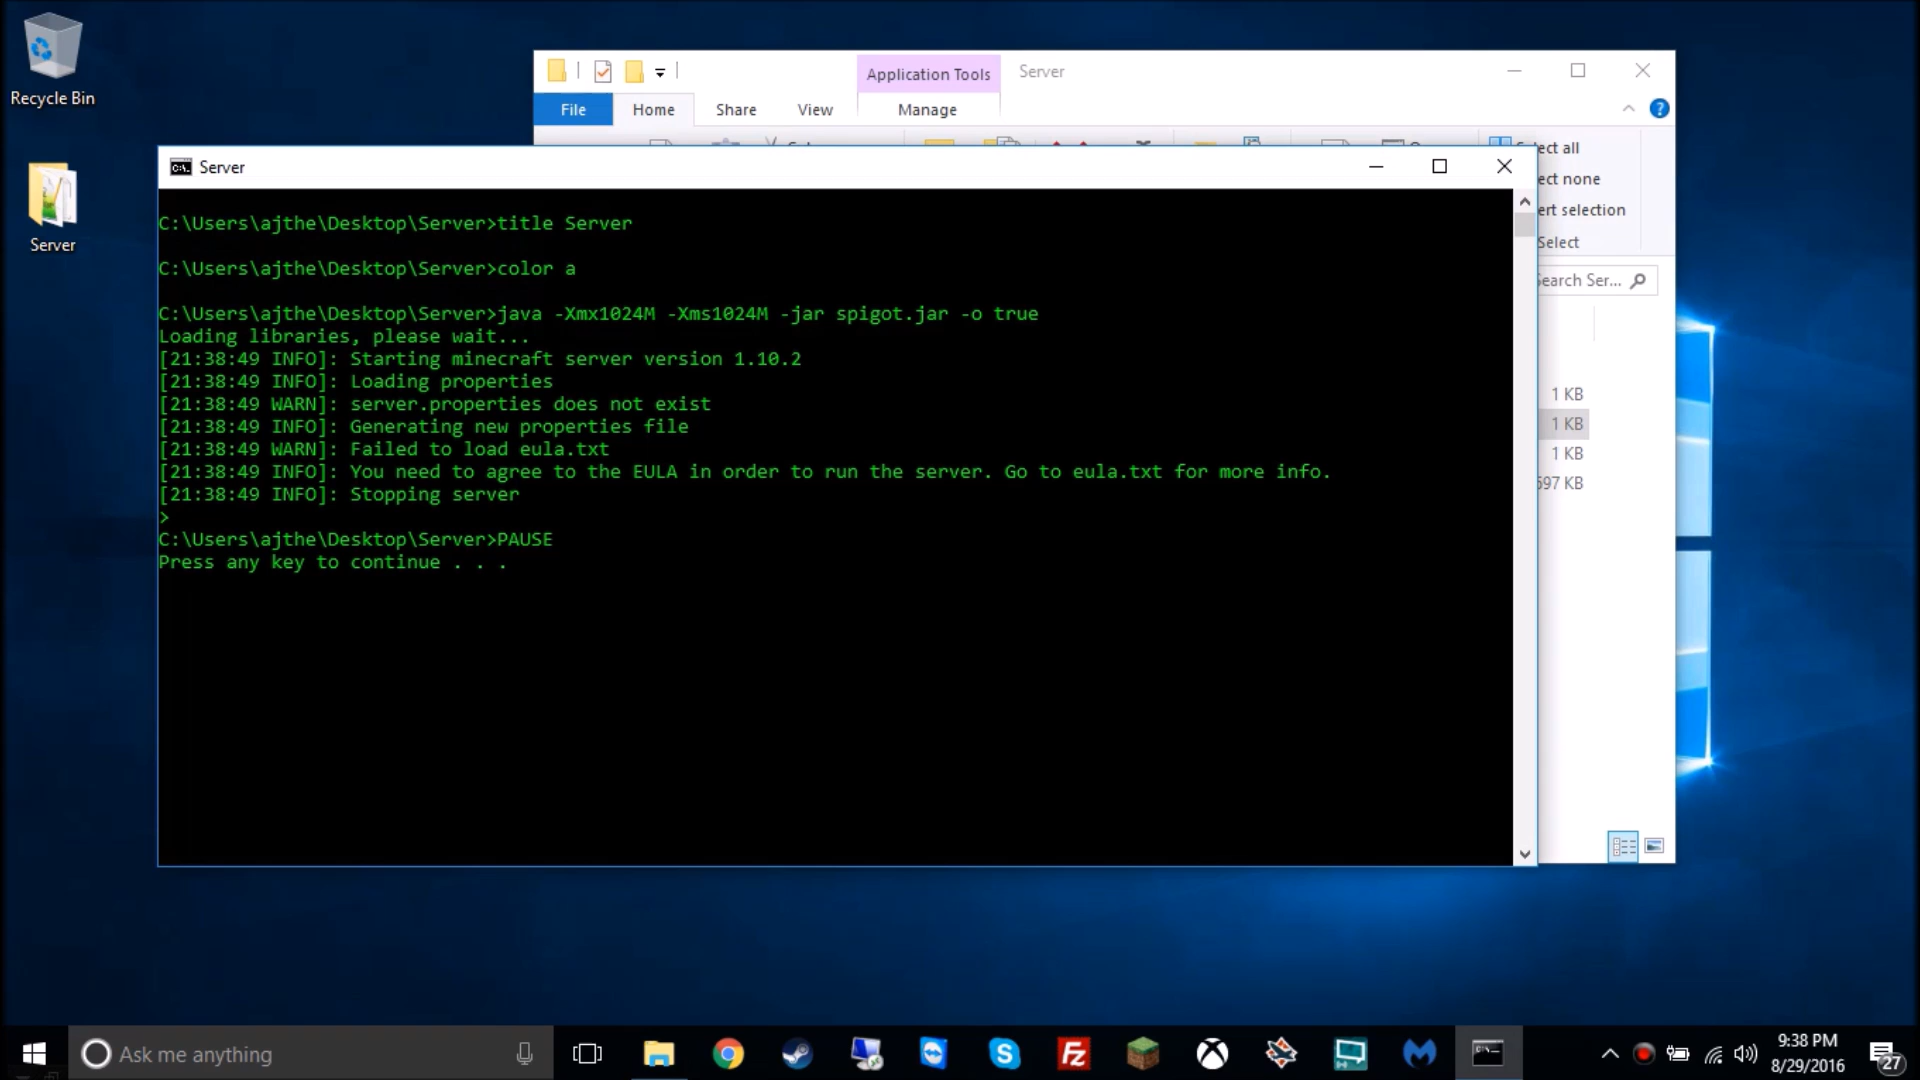 Recycle Bin
Server
Application Tools
Server
File
Home
Share
View
Manage
ect all
ect none
ert selection
Select
Search Ser...
1 KB
1 KB
1 KB
597 KB
Server
C:\Users\ajthe\Desktop\Server>title Server
C:\Users\ajthe\Desktop\Server>color a
C:\Users\ajthe\Desktop\Server>java -Xmx1024M -Xms1024M -jar spigot.jar -o true
Loading libraries, please wait...
[21:38:49 INFO]: Starting minecraft server version 1.10.2
[21:38:49 INFO]: Loading properties
[21:38:49 WARN]: server.properties does not exist
[21:38:49 INFO]: Generating new properties file
[21:38:49 WARN]: Failed to load eula.txt
[21:38:49 INFO]: You need to agree to the EULA in order to run the server. Go to eula.txt for more info.
[21:38:49 INFO]: Stopping server
>
C:\Users\ajthe\Desktop\Server>PAUSE
Press any key to continue . . .
Ask me anything
9:38 PM
8/29/2016
27